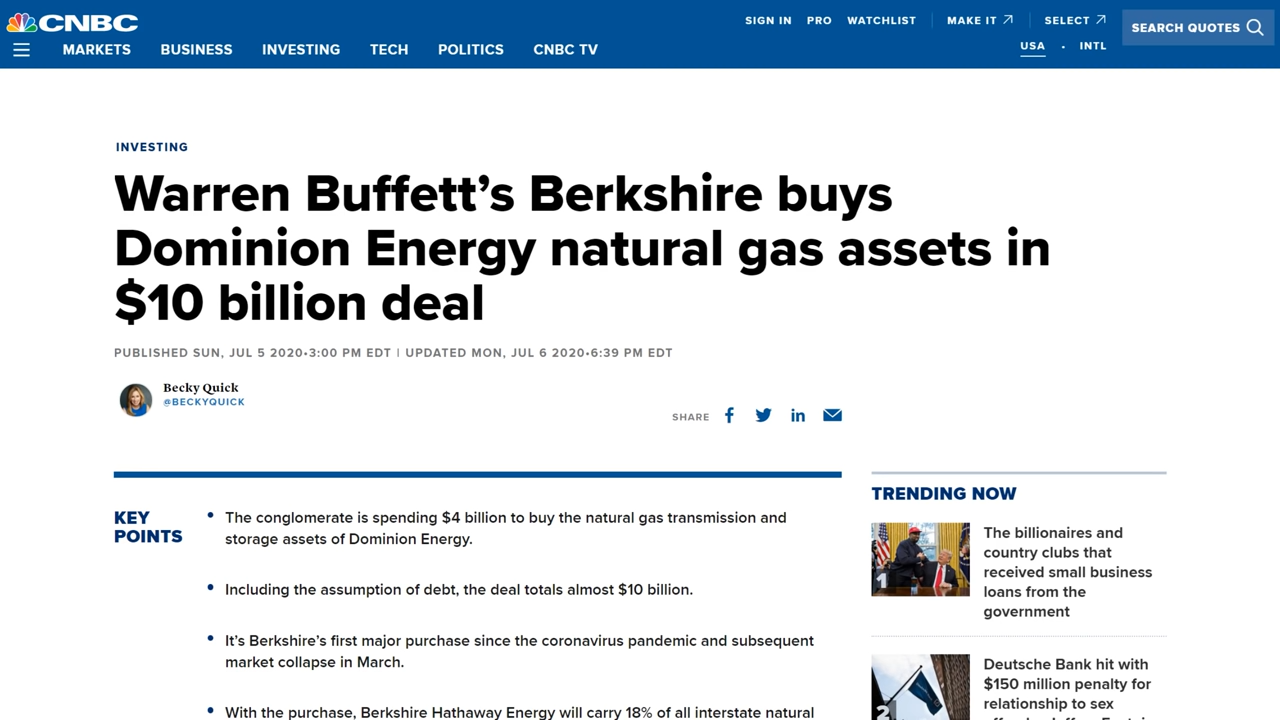 CNBC
SIGN IN PRO WATCHLIST MAKE IT SELECT
SEARCH QUOTES
MARKETS BUSINESS INVESTING TECH POLITICS CNBC TV
USA • INTL
INVESTING
Warren Buffett’s Berkshire buys
Dominion Energy natural gas assets in
$10 billion deal
PUBLISHED SUN, JUL 5 2020•3:00 PM EDT | UPDATED MON, JUL 6 2020•6:39 PM EDT
Becky Quick
@BECKYQUICK
SHARE
KEY
POINTS
• The conglomerate is spending $4 billion to buy the natural gas transmission and
storage assets of Dominion Energy.
• Including the assumption of debt, the deal totals almost $10 billion.
• It’s Berkshire’s first major purchase since the coronavirus pandemic and subsequent
market collapse in March.
• With the purchase, Berkshire Hathaway Energy will carry 18% of all interstate natural
TRENDING NOW
1
The billionaires and
country clubs that
received small business
loans from the
government
2
Deutsche Bank hit with
$150 million penalty for
relationship to sex